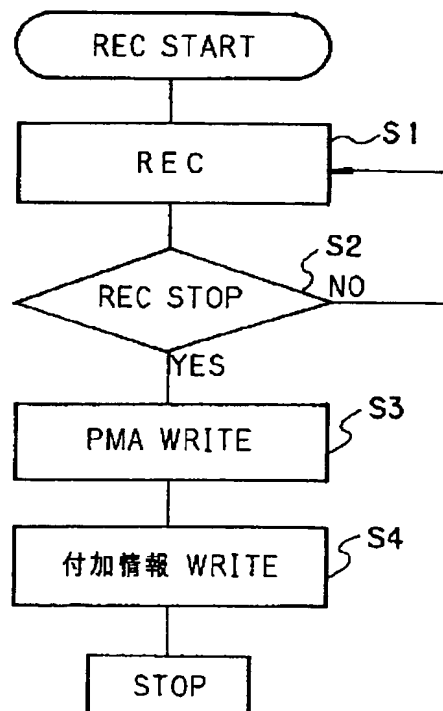 REC START
S1
REC
S2
REC STOP
NO
YES
S3
PMA WRITE
S4
付加情報 WRITE
STOP